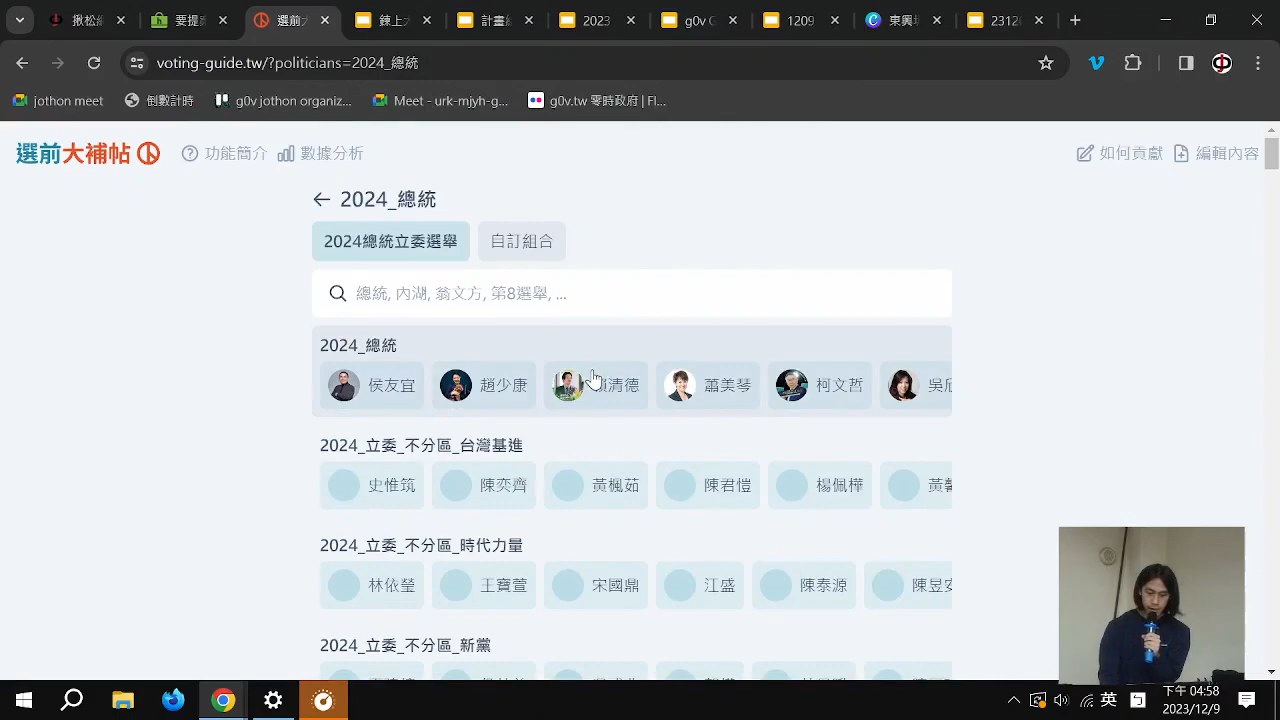 揪松
要提
選前
鍊上
計畫
2023
g0v
1209
東興
2312
voting-guide.tw/?politicians=2024_總統
jothon meet
倒數計時
g0v jothon organiz...
Meet - urk-mjyh-g...
g0v.tw 零時政府 | Fl...
選前大補帖
功能簡介
數據分析
如何貢獻
編輯內容
2024_總統
2024總統立委選舉
自訂組合
總統, 內湖, 翁文方, 第8選舉, ...
2024_總統
侯友宜
趙少康
清德
蕭美琴
柯文哲
吳
2024_立委_不分區_台灣基進
史惟筑
陳奕齊
黃楓茹
陳君愷
楊佩樺
黃
2024_立委_不分區_時代力量
林依瑩
王寶萱
宋國鼎
江盛
陳泰源
陳昱安
2024_立委_不分區_新黨
英
下午 04:58
2023/12/9